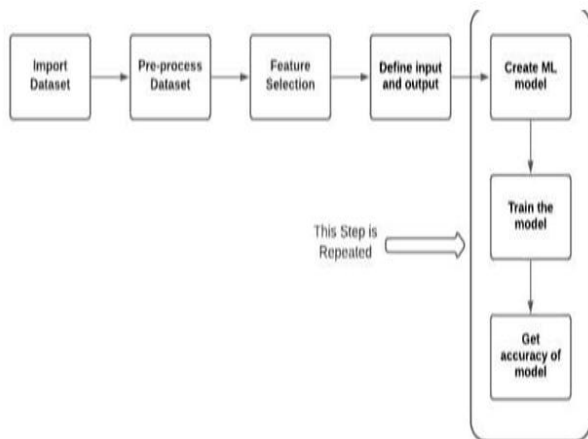 Import
Dataset
Pre-process
Dataset
Feature
Selection
Define input
and output
Create ML
model
Train the
model
This Step is
Repeated
Get
accuracy of
model